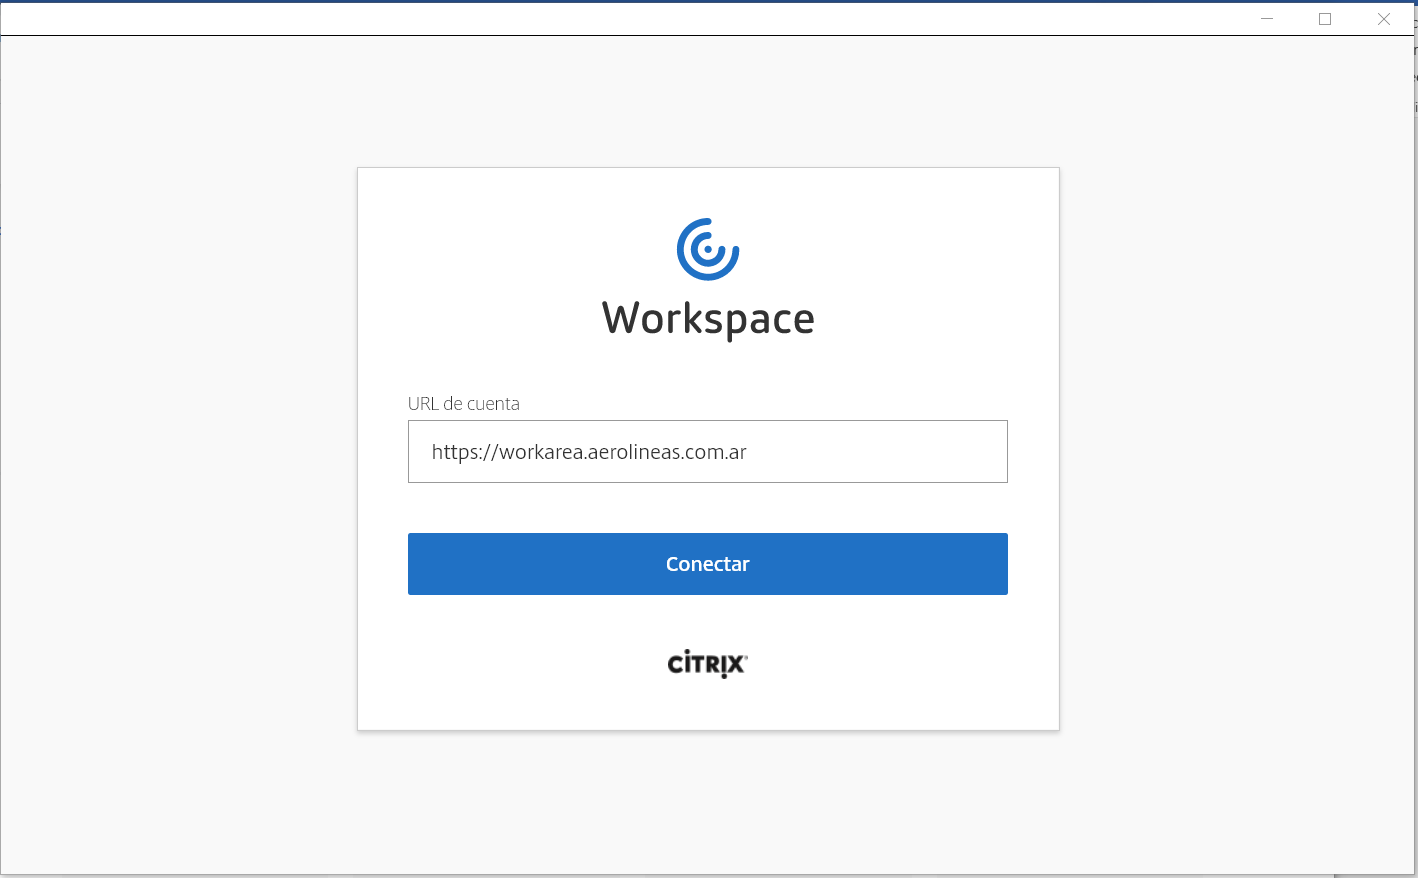 Workspace
URL de cuenta
https://workarea.aerolineas.com.ar
Conectar
CITRIX